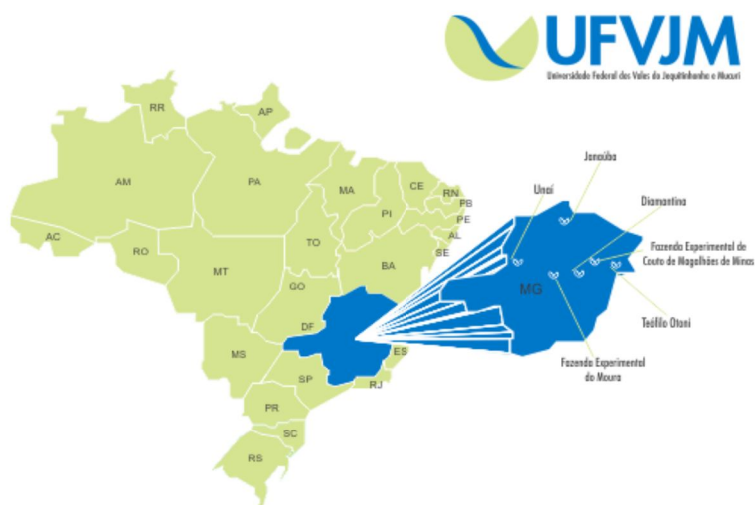 UFVJM
Universidade Federal dos Vales do Jequitinhonha e Mucuri
RR
AP
AM
PA
MA
CE
RN
PB
PI
PE
AL
SE
AC
RO
TO
BA
MT
GO
DF
MS
ES
SP
RJ
PR
SC
RS
Janaúba
Unaí
Diamantina
Fazenda Experimental de
Couto de Magalhães de Minas
MG
Teófilo Otoni
Fazenda Experimental
do Moura